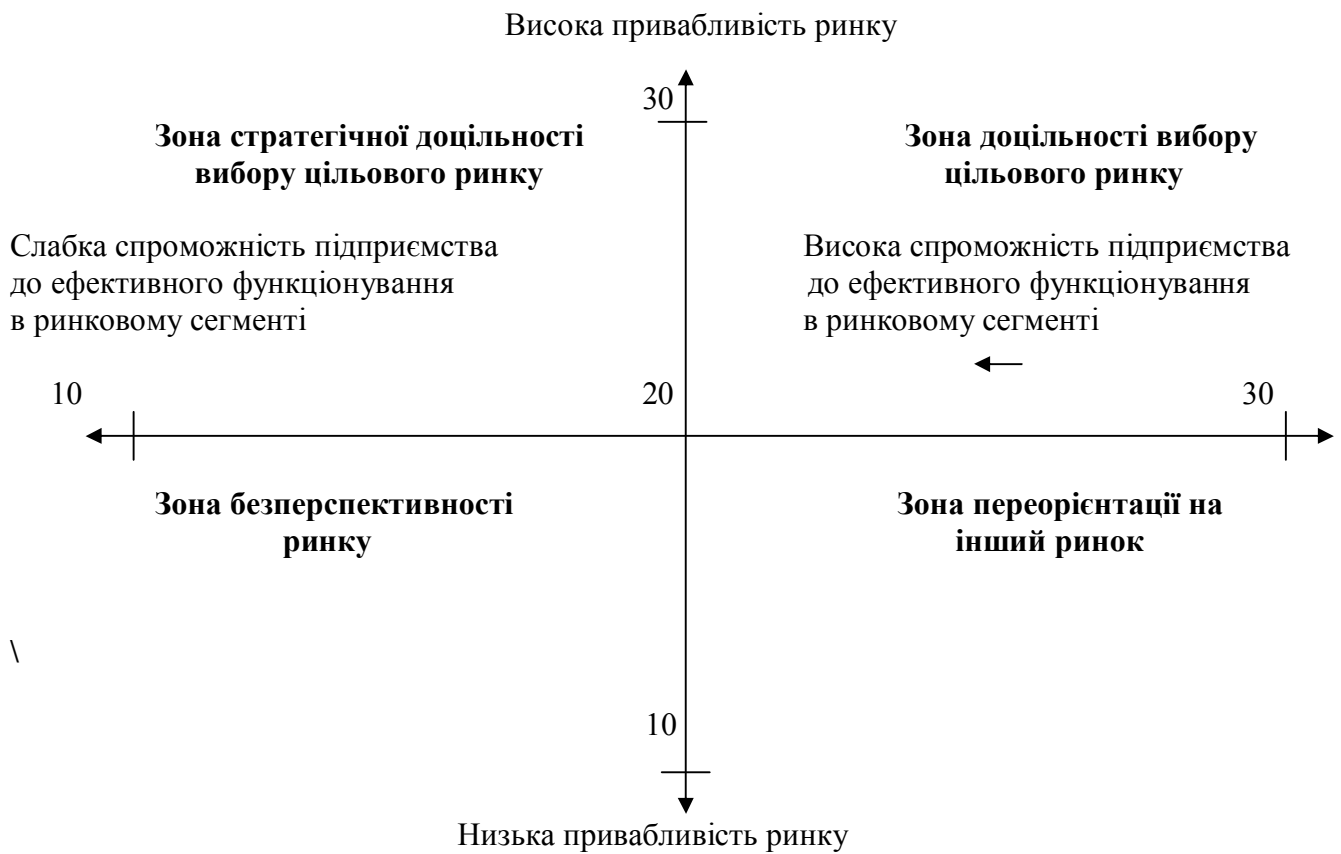 Висока привабливість ринку
30
Зона стратегічної доцільності
вибору цільового ринку
Зона доцільності вибору
цільового ринку
Слабка спроможність підприємства
до ефективного функціонування
в ринковому сегменті
Висока спроможність підприємства
до ефективного функціонування
в ринковому сегменті
10
20
30
Зона безперспективності
ринку
Зона переорієнтації на
інший ринок
\
10
Низька привабливість ринку